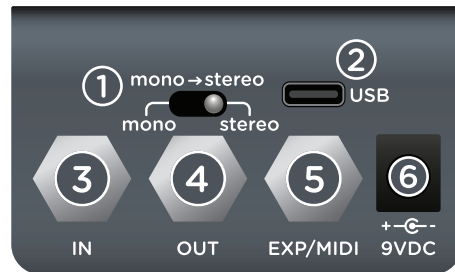 ① mono→stereo ②
USB
mono stereo
③ ④ ⑤ ⑥
IN OUT EXP/MIDI 9VDC